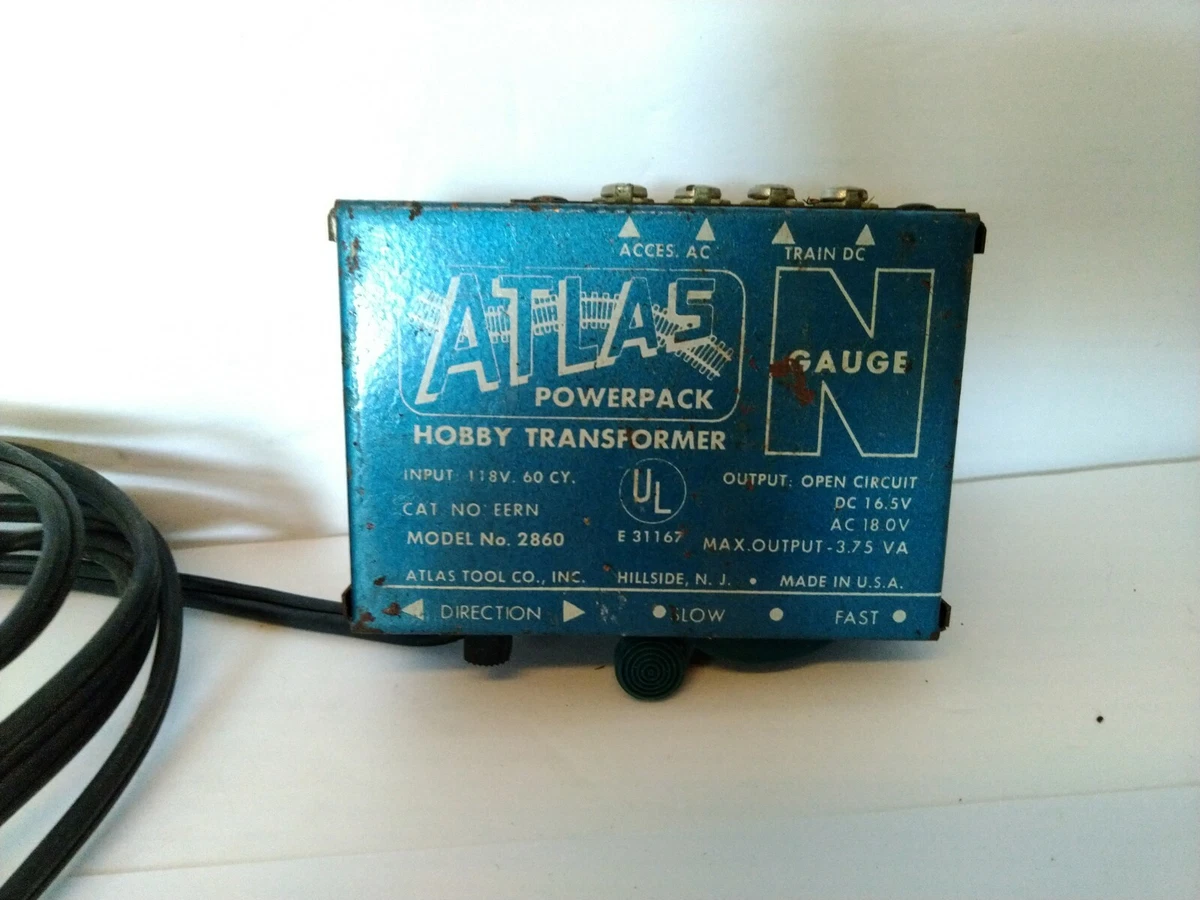 ACCES. AC TRAIN DC
ATLAS
POWERPACK
N
GAUGE
HOBBY TRANSFORMER
INPUT: 118V. 60 CY.
CAT. NO. EERN
MODEL No. 2860
UL
E 31167
OUTPUT: OPEN CIRCUIT
DC 16.5V
AC 18.0V
MAX.OUTPUT-3.75 VA
ATLAS TOOL CO., INC. HILLSIDE, N. J. • MADE IN U.S.A.
DIRECTION SLOW FAST